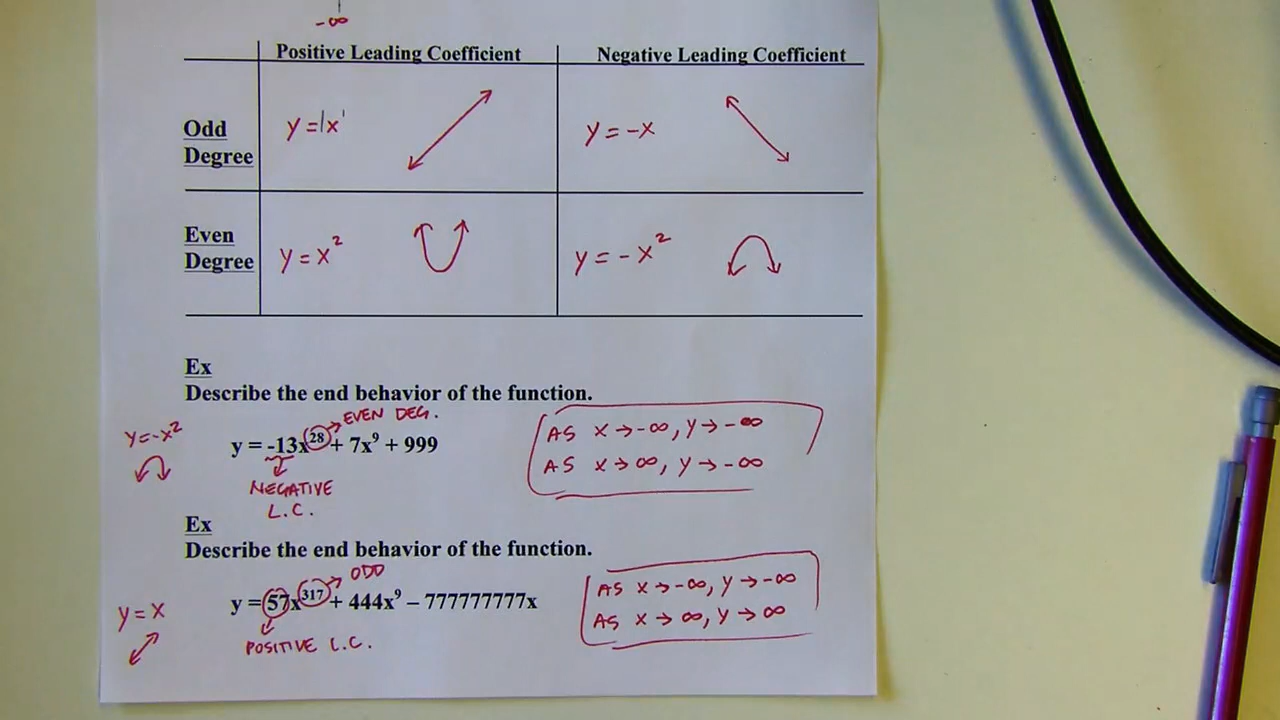 -∞
Positive Leading Coefficient Negative Leading Coefficient
Odd Degree y = 1x¹ y = -x
Even Degree y = x² y = -x²
Ex
Describe the end behavior of the function.
EVEN DEG.
y = -x²
y = -13x²⁸ + 7x⁹ + 999
NEGATIVE
L.C.
AS x → -∞, y → -∞
AS x → ∞, y → -∞
Ex
Describe the end behavior of the function.
ODD
y = x
y = 57x³¹⁷ + 444x⁹ – 777777777x
POSITIVE L.C.
AS x → -∞, y → -∞
AS x → ∞, y → ∞